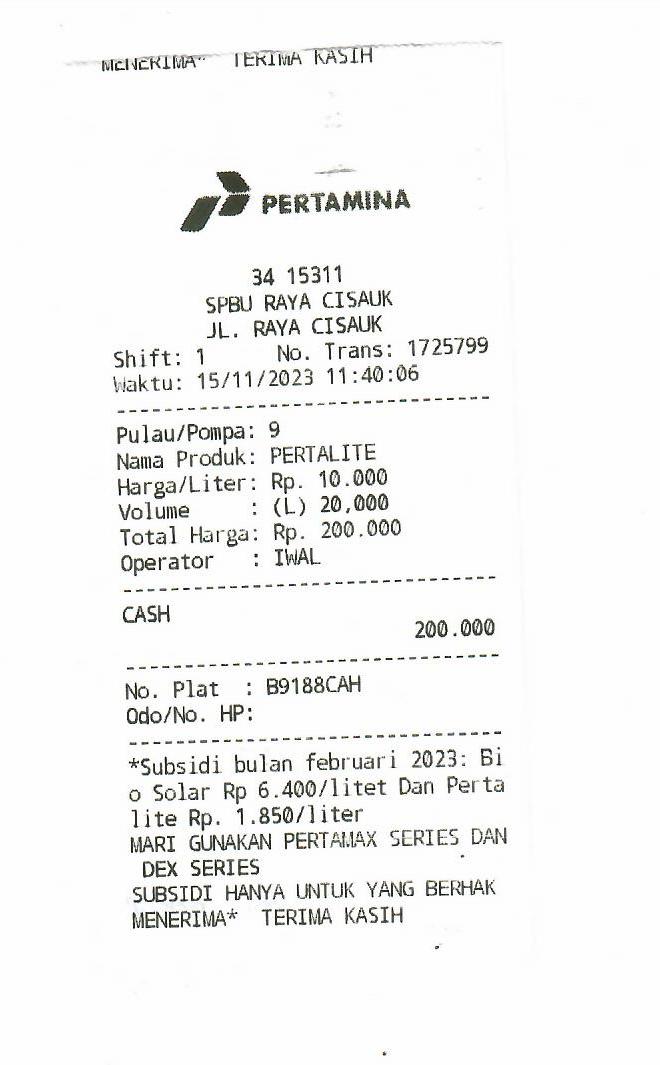 MENERIMA* TERIMA KASIH
PERTAMINA
34 15311
SPBU RAYA CISAUK
JL. RAYA CISAUK
Shift: 1 No. Trans: 1725799
Waktu: 15/11/2023 11:40:06
Pulau/Pompa: 9
Nama Produk: PERTALITE
Harga/Liter: Rp. 10.000
Volume : (L) 20,000
Total Harga: Rp. 200.000
Operator : IWAL
CASH
200.000
No. Plat : B9188CAH
Odo/No. HP:
*Subsidi bulan februari 2023: Bi
o Solar Rp 6.400/litet Dan Perta
lite Rp. 1.850/liter
MARI GUNAKAN PERTAMAX SERIES DAN
DEX SERIES
SUBSIDI HANYA UNTUK YANG BERHAK
MENERIMA* TERIMA KASIH